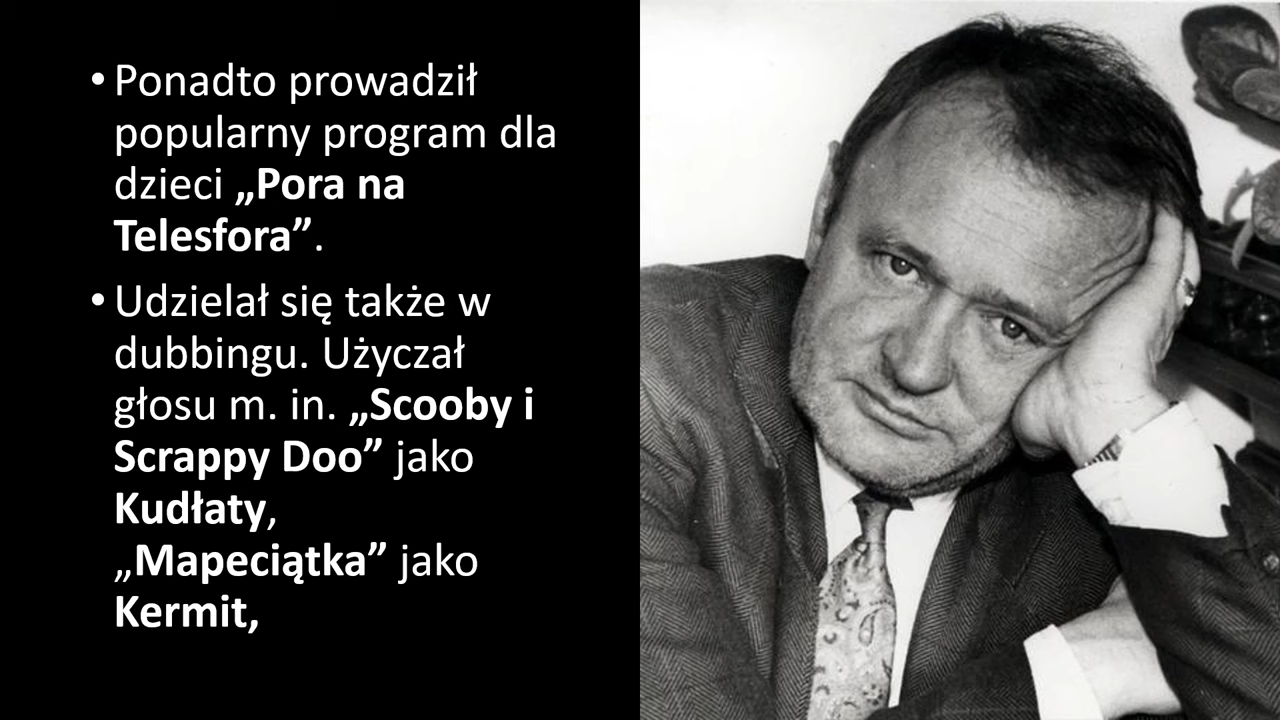 • Ponadto prowadził
popularny program dla
dzieci „Pora na
Telesfora”.
• Udzielał się także w
dubbingu. Użyczał
głosu m. in. „Scooby i
Scrappy Doo” jako
Kudłaty,
„Mapeciątka” jako
Kermit,